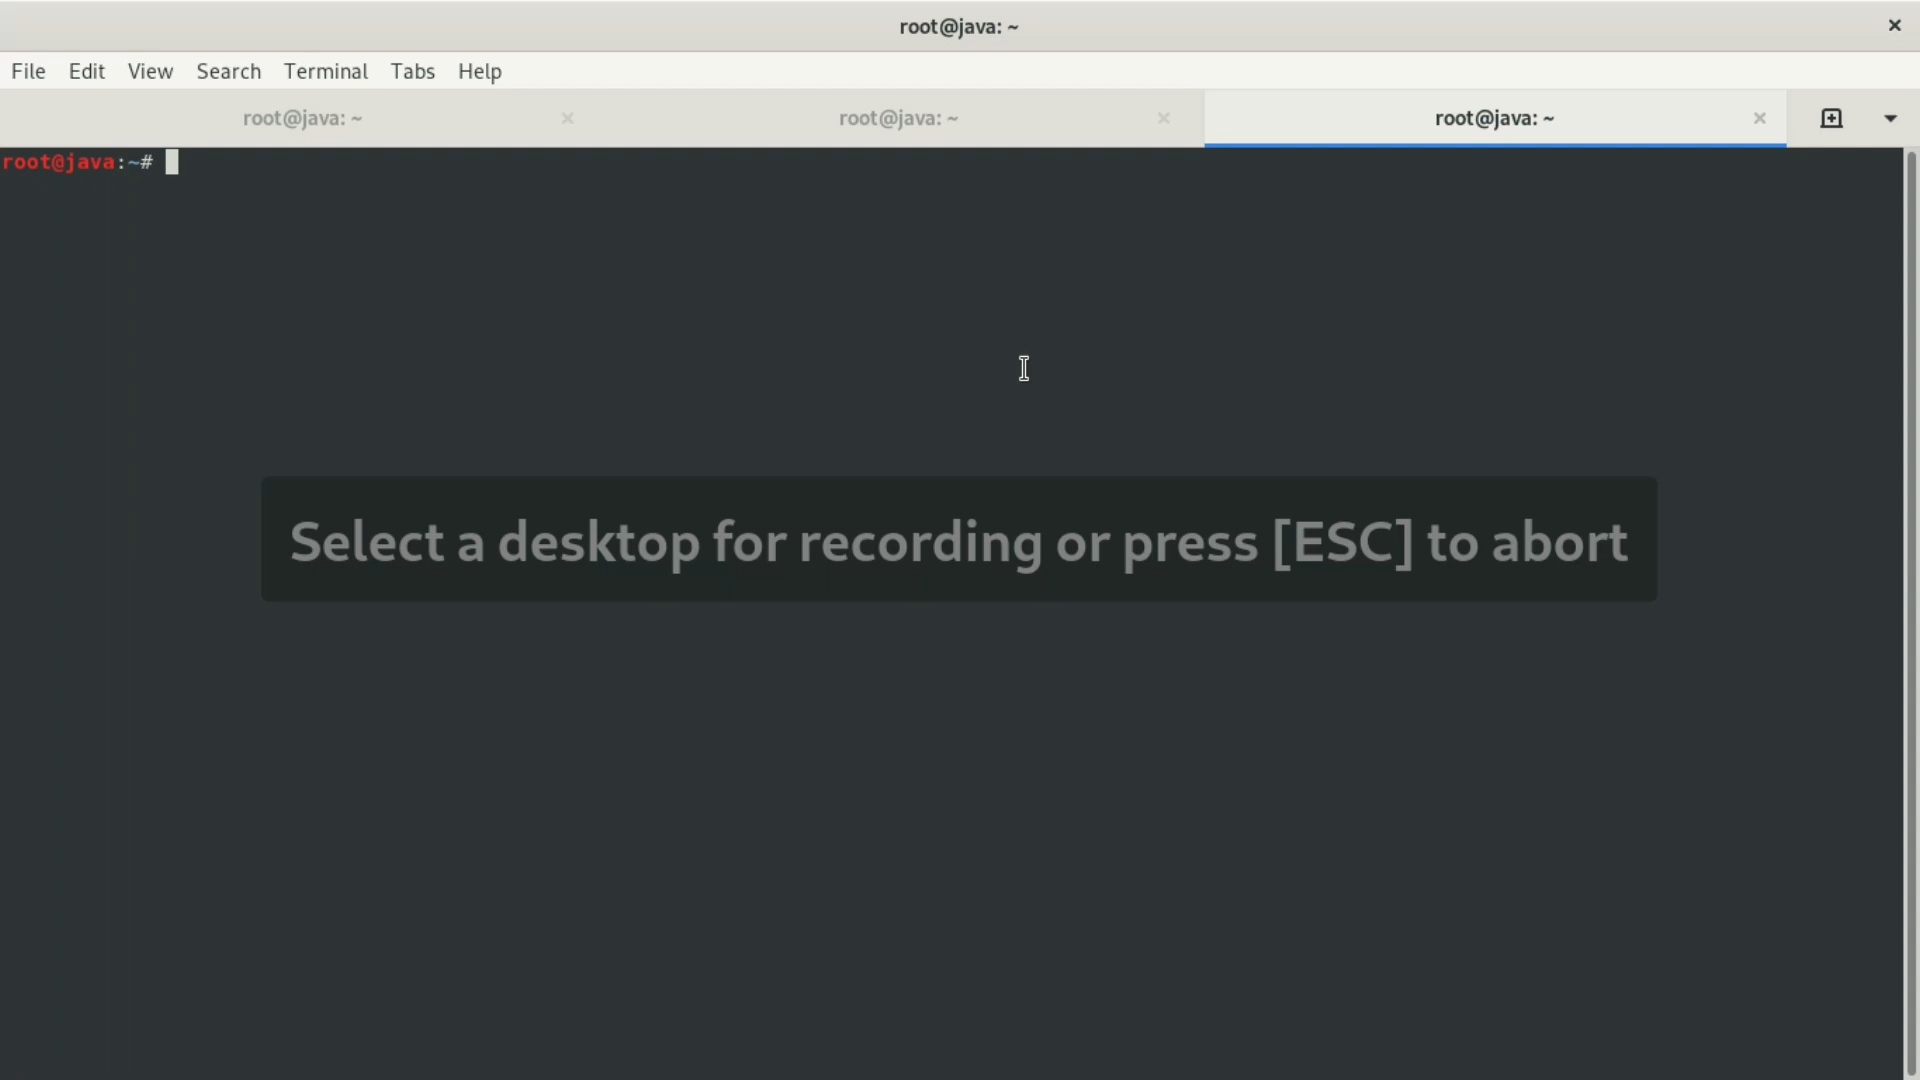 root@java: ~
File Edit View Search Terminal Tabs Help
root@java: ~ root@java: ~ root@java: ~
root@java:~#
Select a desktop for recording or press [ESC] to abort